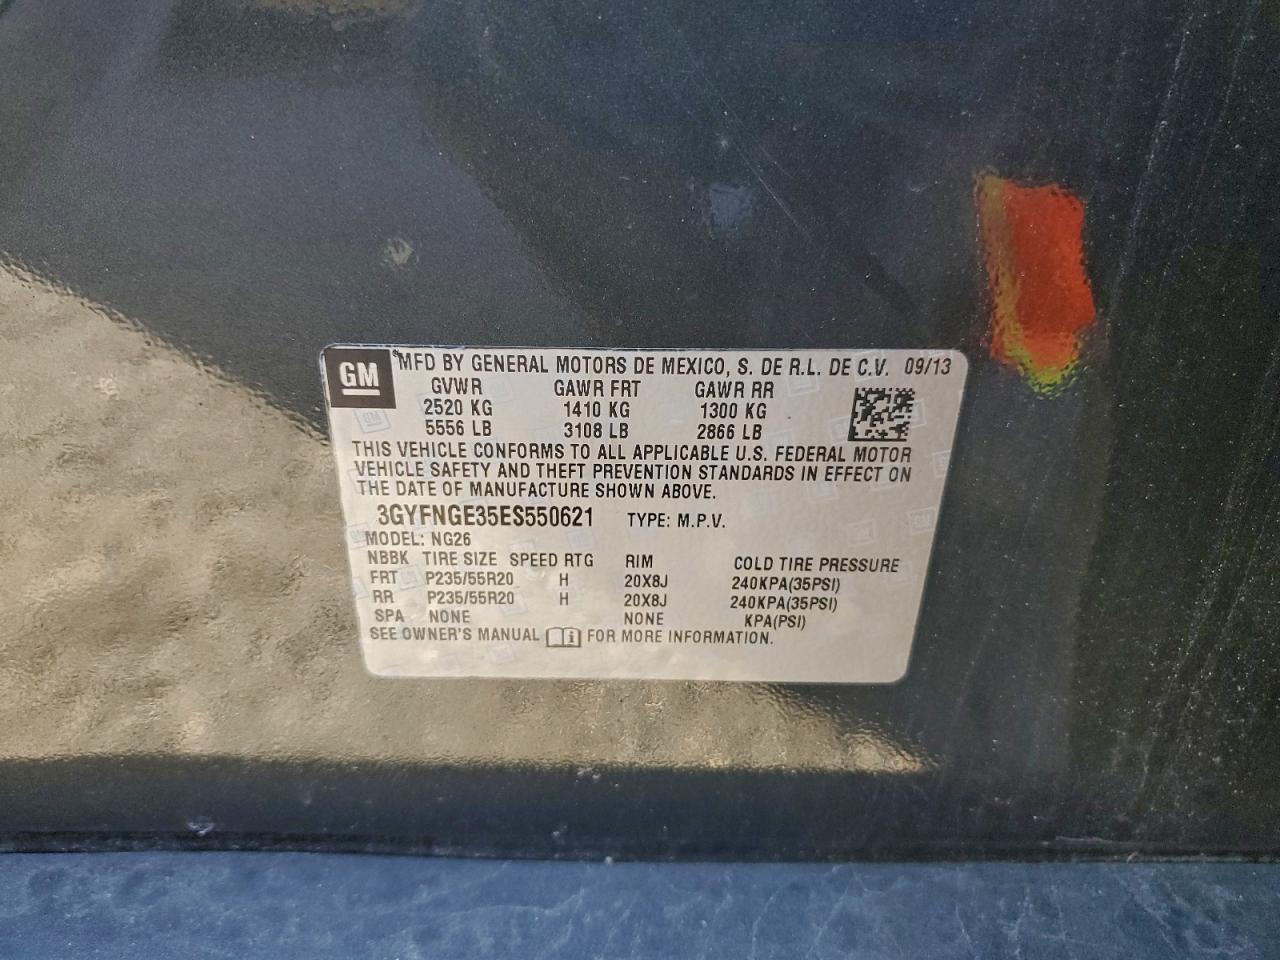 GM
MFD BY GENERAL MOTORS DE MEXICO, S. DE R.L. DE C.V. 09/13
GVWR GAWR FRT GAWR RR
2520 KG 1410 KG 1300 KG
5556 LB 3108 LB 2866 LB
THIS VEHICLE CONFORMS TO ALL APPLICABLE U.S. FEDERAL MOTOR
VEHICLE SAFETY AND THEFT PREVENTION STANDARDS IN EFFECT ON
THE DATE OF MANUFACTURE SHOWN ABOVE.
3GYFNGE35ES550621 TYPE: M.P.V.
MODEL: NG26
NBBK TIRE SIZE SPEED RTG RIM COLD TIRE PRESSURE
FRT P235/55R20 H 20X8J 240KPA(35PSI)
RR P235/55R20 H 20X8J 240KPA(35PSI)
SPA NONE NONE KPA(PSI)
SEE OWNER'S MANUAL FOR MORE INFORMATION.